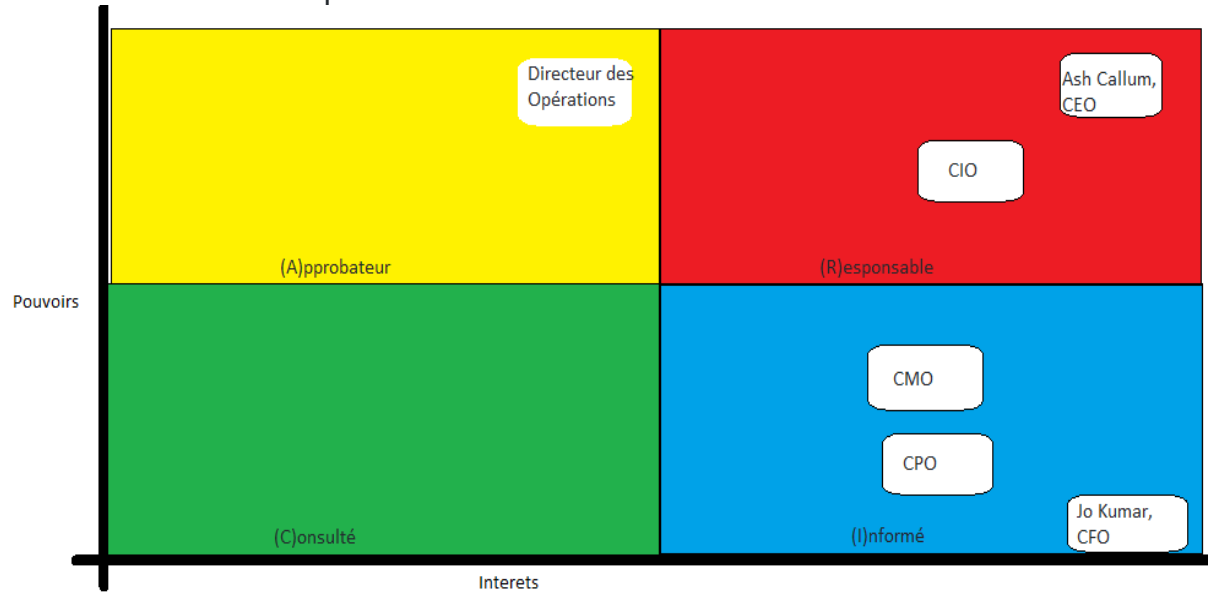 Directeur des
Opérations
Ash Callum,
CEO
CIO
(A)pprobateur
(R)esponsable
Pouvoirs
CMO
CPO
Jo Kumar,
CFO
(C)onsulté
(I)nformé
Interets